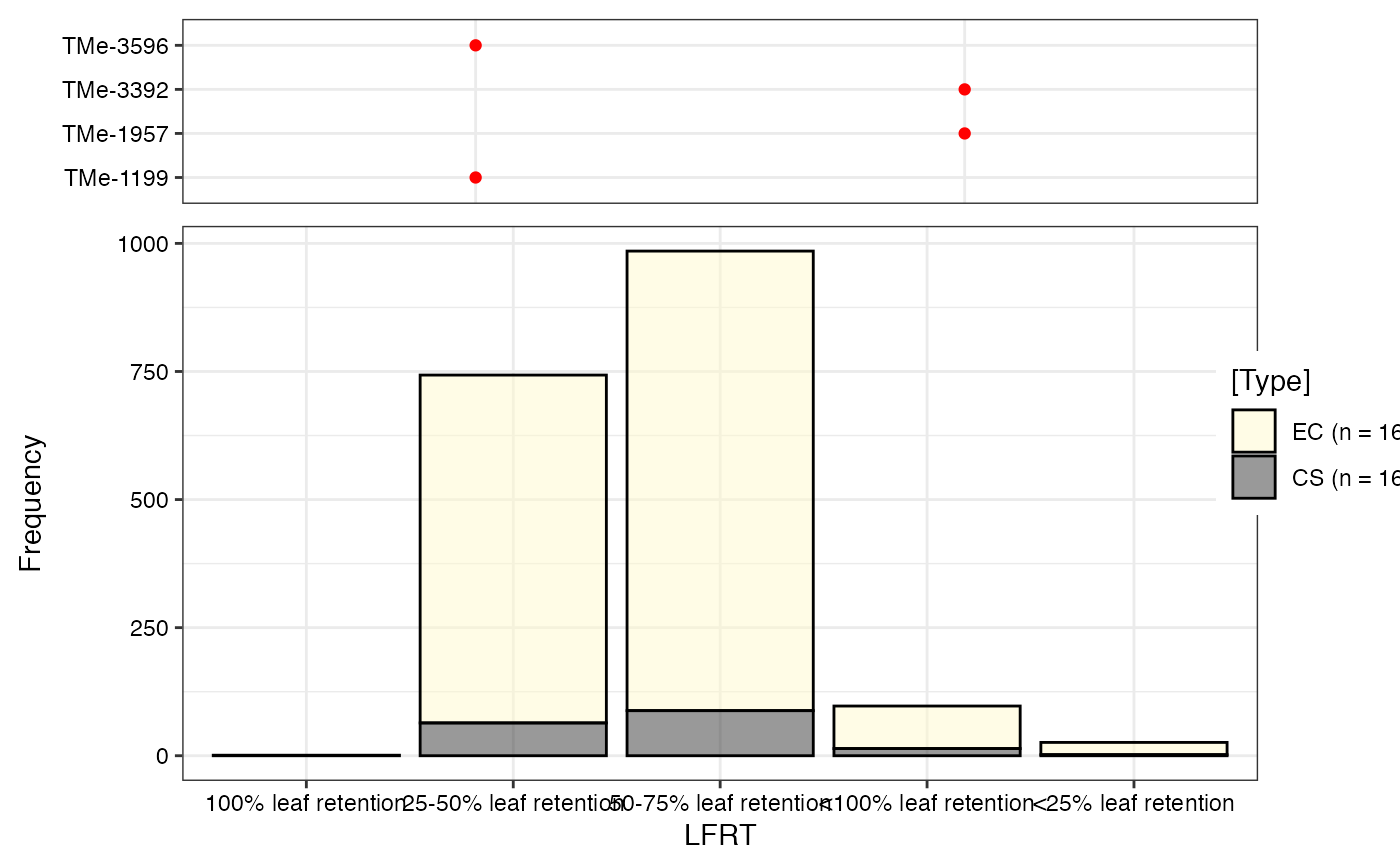 TMe-3596
TMe-3392
TMe-1957
TMe-1199
1000
750
500
250
0
Frequency
[Type]
EC (n = 16
CS (n = 16
100% leaf retention 25-50% leaf retention 50-75% leaf retention <100% leaf retention <25% leaf retention
LFRT